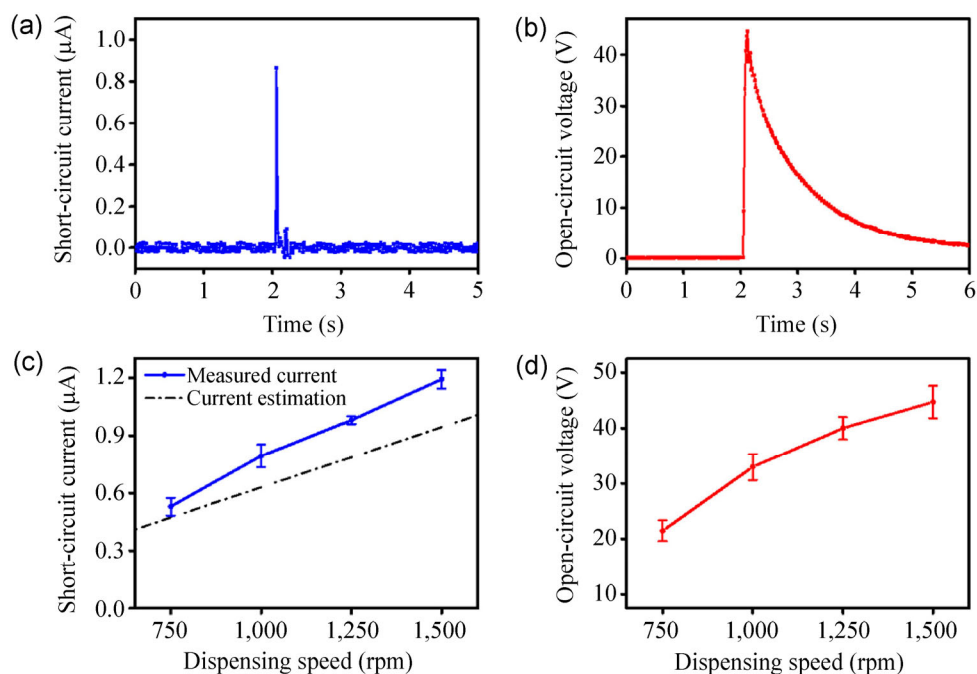 (a)
Short-circuit current (μA)
1.0
0.8
0.6
0.4
0.2
0.0
0 1 2 3 4 5
Time (s)
(b)
Open-circuit voltage (V)
40
20
0
0 1 2 3 4 5 6
Time (s)
(c)
Short-circuit current (μA)
1.2
0.9
0.6
0.3
0.0
Measured current
Current estimation
750 1,000 1,250 1,500
Dispensing speed (rpm)
(d)
Open-circuit voltage (V)
50
40
30
20
10
750 1,000 1,250 1,500
Dispensing speed (rpm)